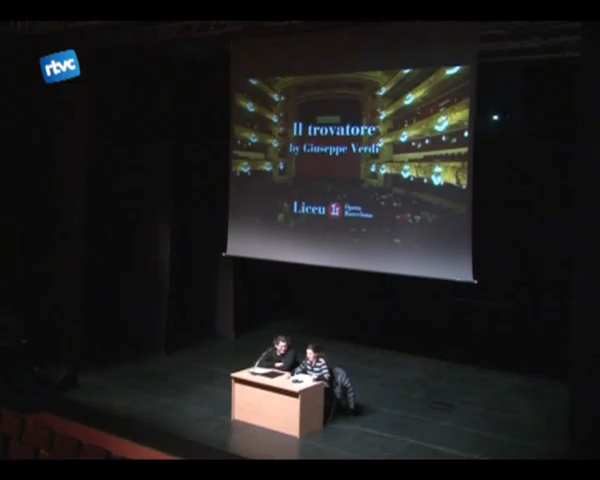 rtvc
Il trovatore
by Giuseppe Verdi
Liceu
Opera
Barcelona